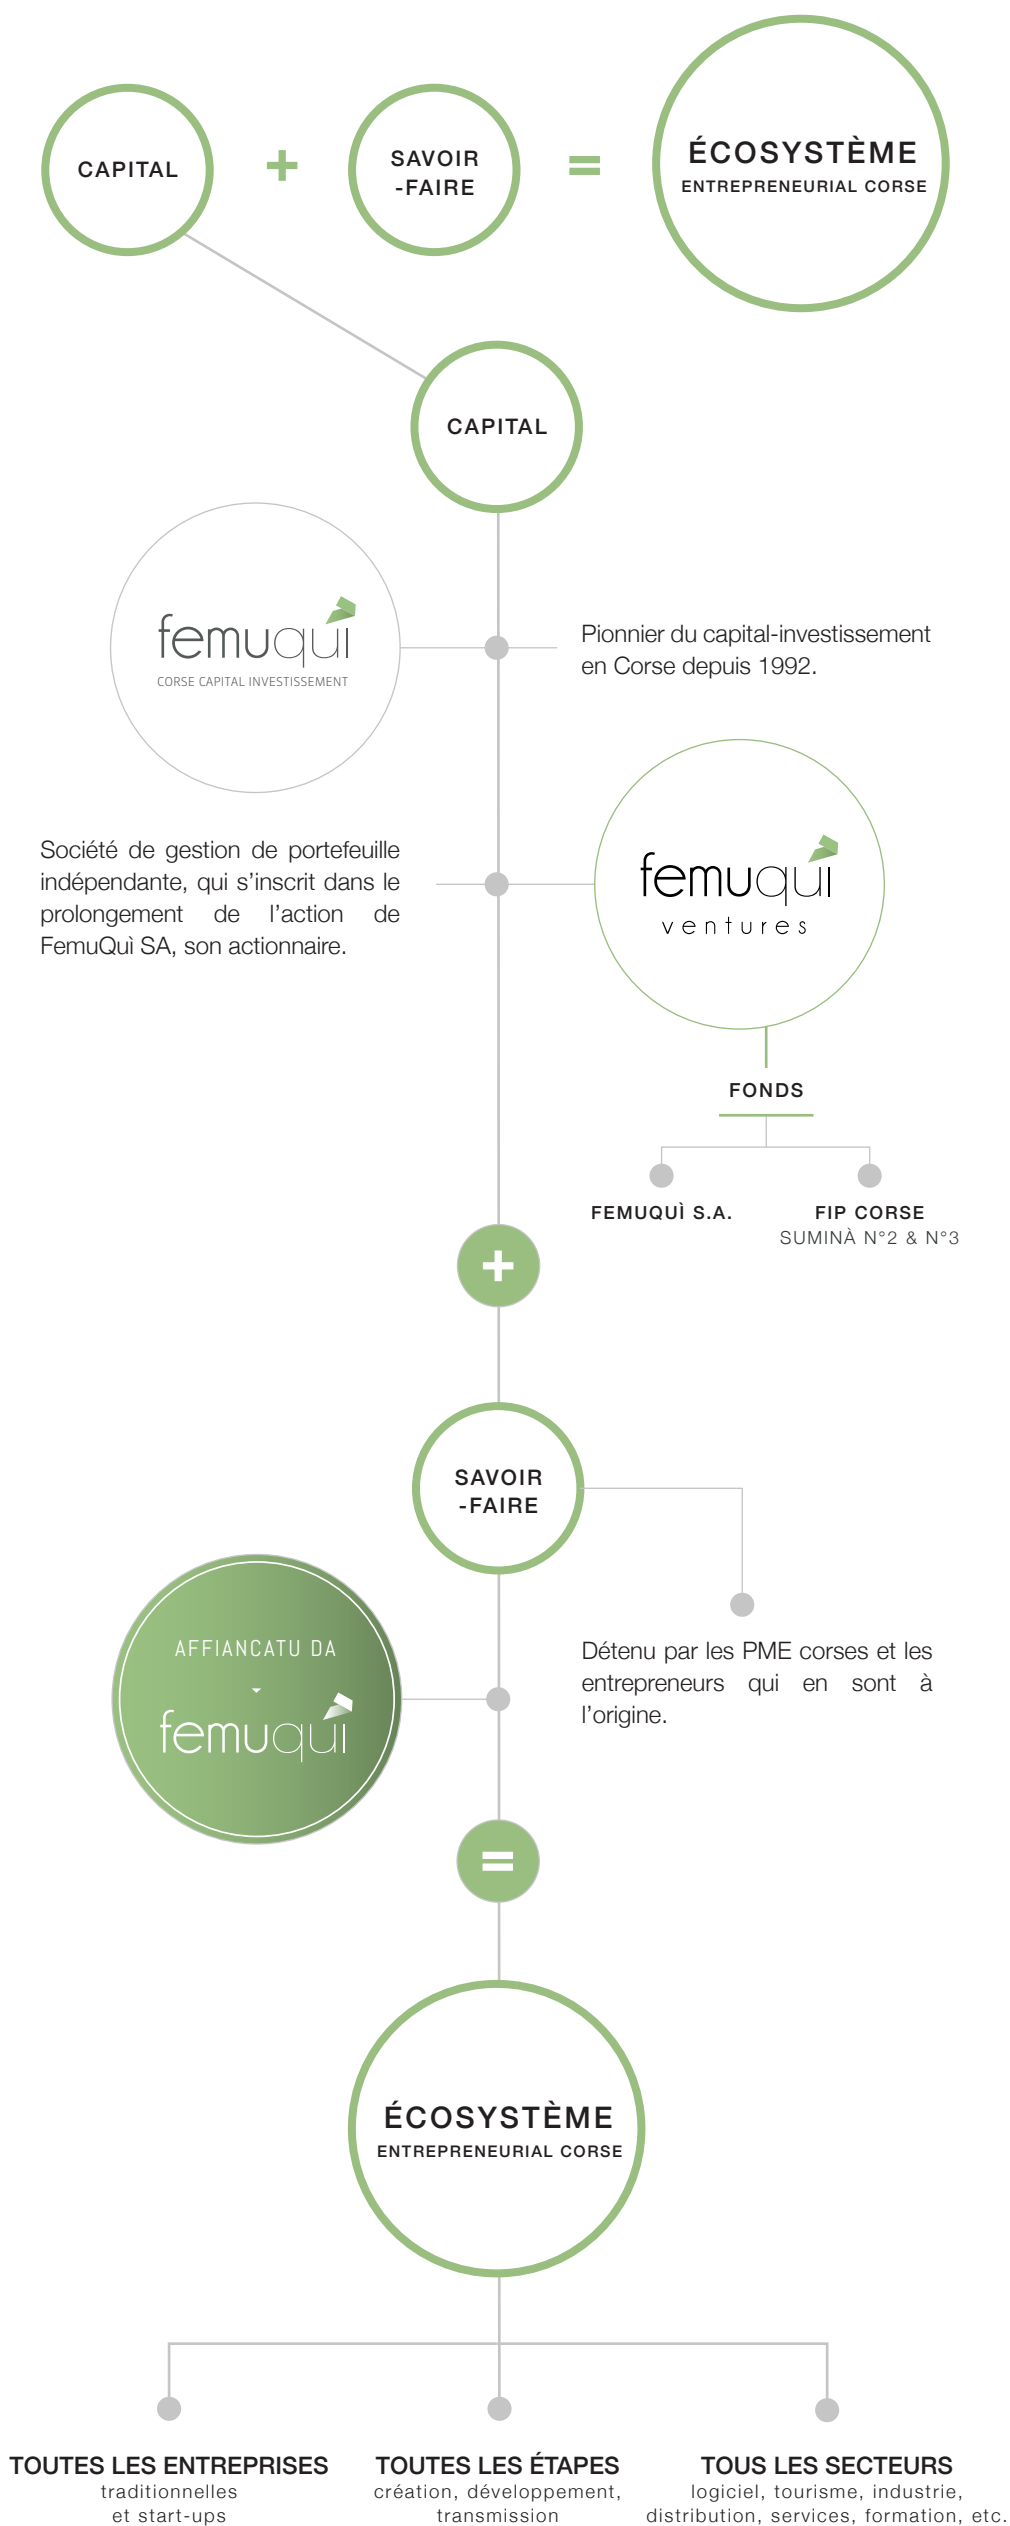 CAPITAL
+
SAVOIR
-FAIRE
=
ÉCOSYSTÈME
ENTREPRENEURIAL CORSE
CAPITAL
femuquì
CORSE CAPITAL INVESTISSEMENT
Pionnier du capital-investissement
en Corse depuis 1992.
Société de gestion de portefeuille
indépendante, qui s’inscrit dans le
prolongement de l’action de
FemuQuì SA, son actionnaire.
femuquì
ventures
FONDS
FEMUQUÌ S.A.
FIP CORSE
SUMINÀ N°2 & N°3
+
SAVOIR
-FAIRE
AFFIANCATU DA
femuquì
Détenu par les PME corses et les
entrepreneurs qui en sont à
l’origine.
=
ÉCOSYSTÈME
ENTREPRENEURIAL CORSE
TOUTES LES ENTREPRISES
traditionnelles
et start-ups
TOUTES LES ÉTAPES
création, développement,
transmission
TOUS LES SECTEURS
logiciel, tourisme, industrie,
distribution, services, formation, etc.